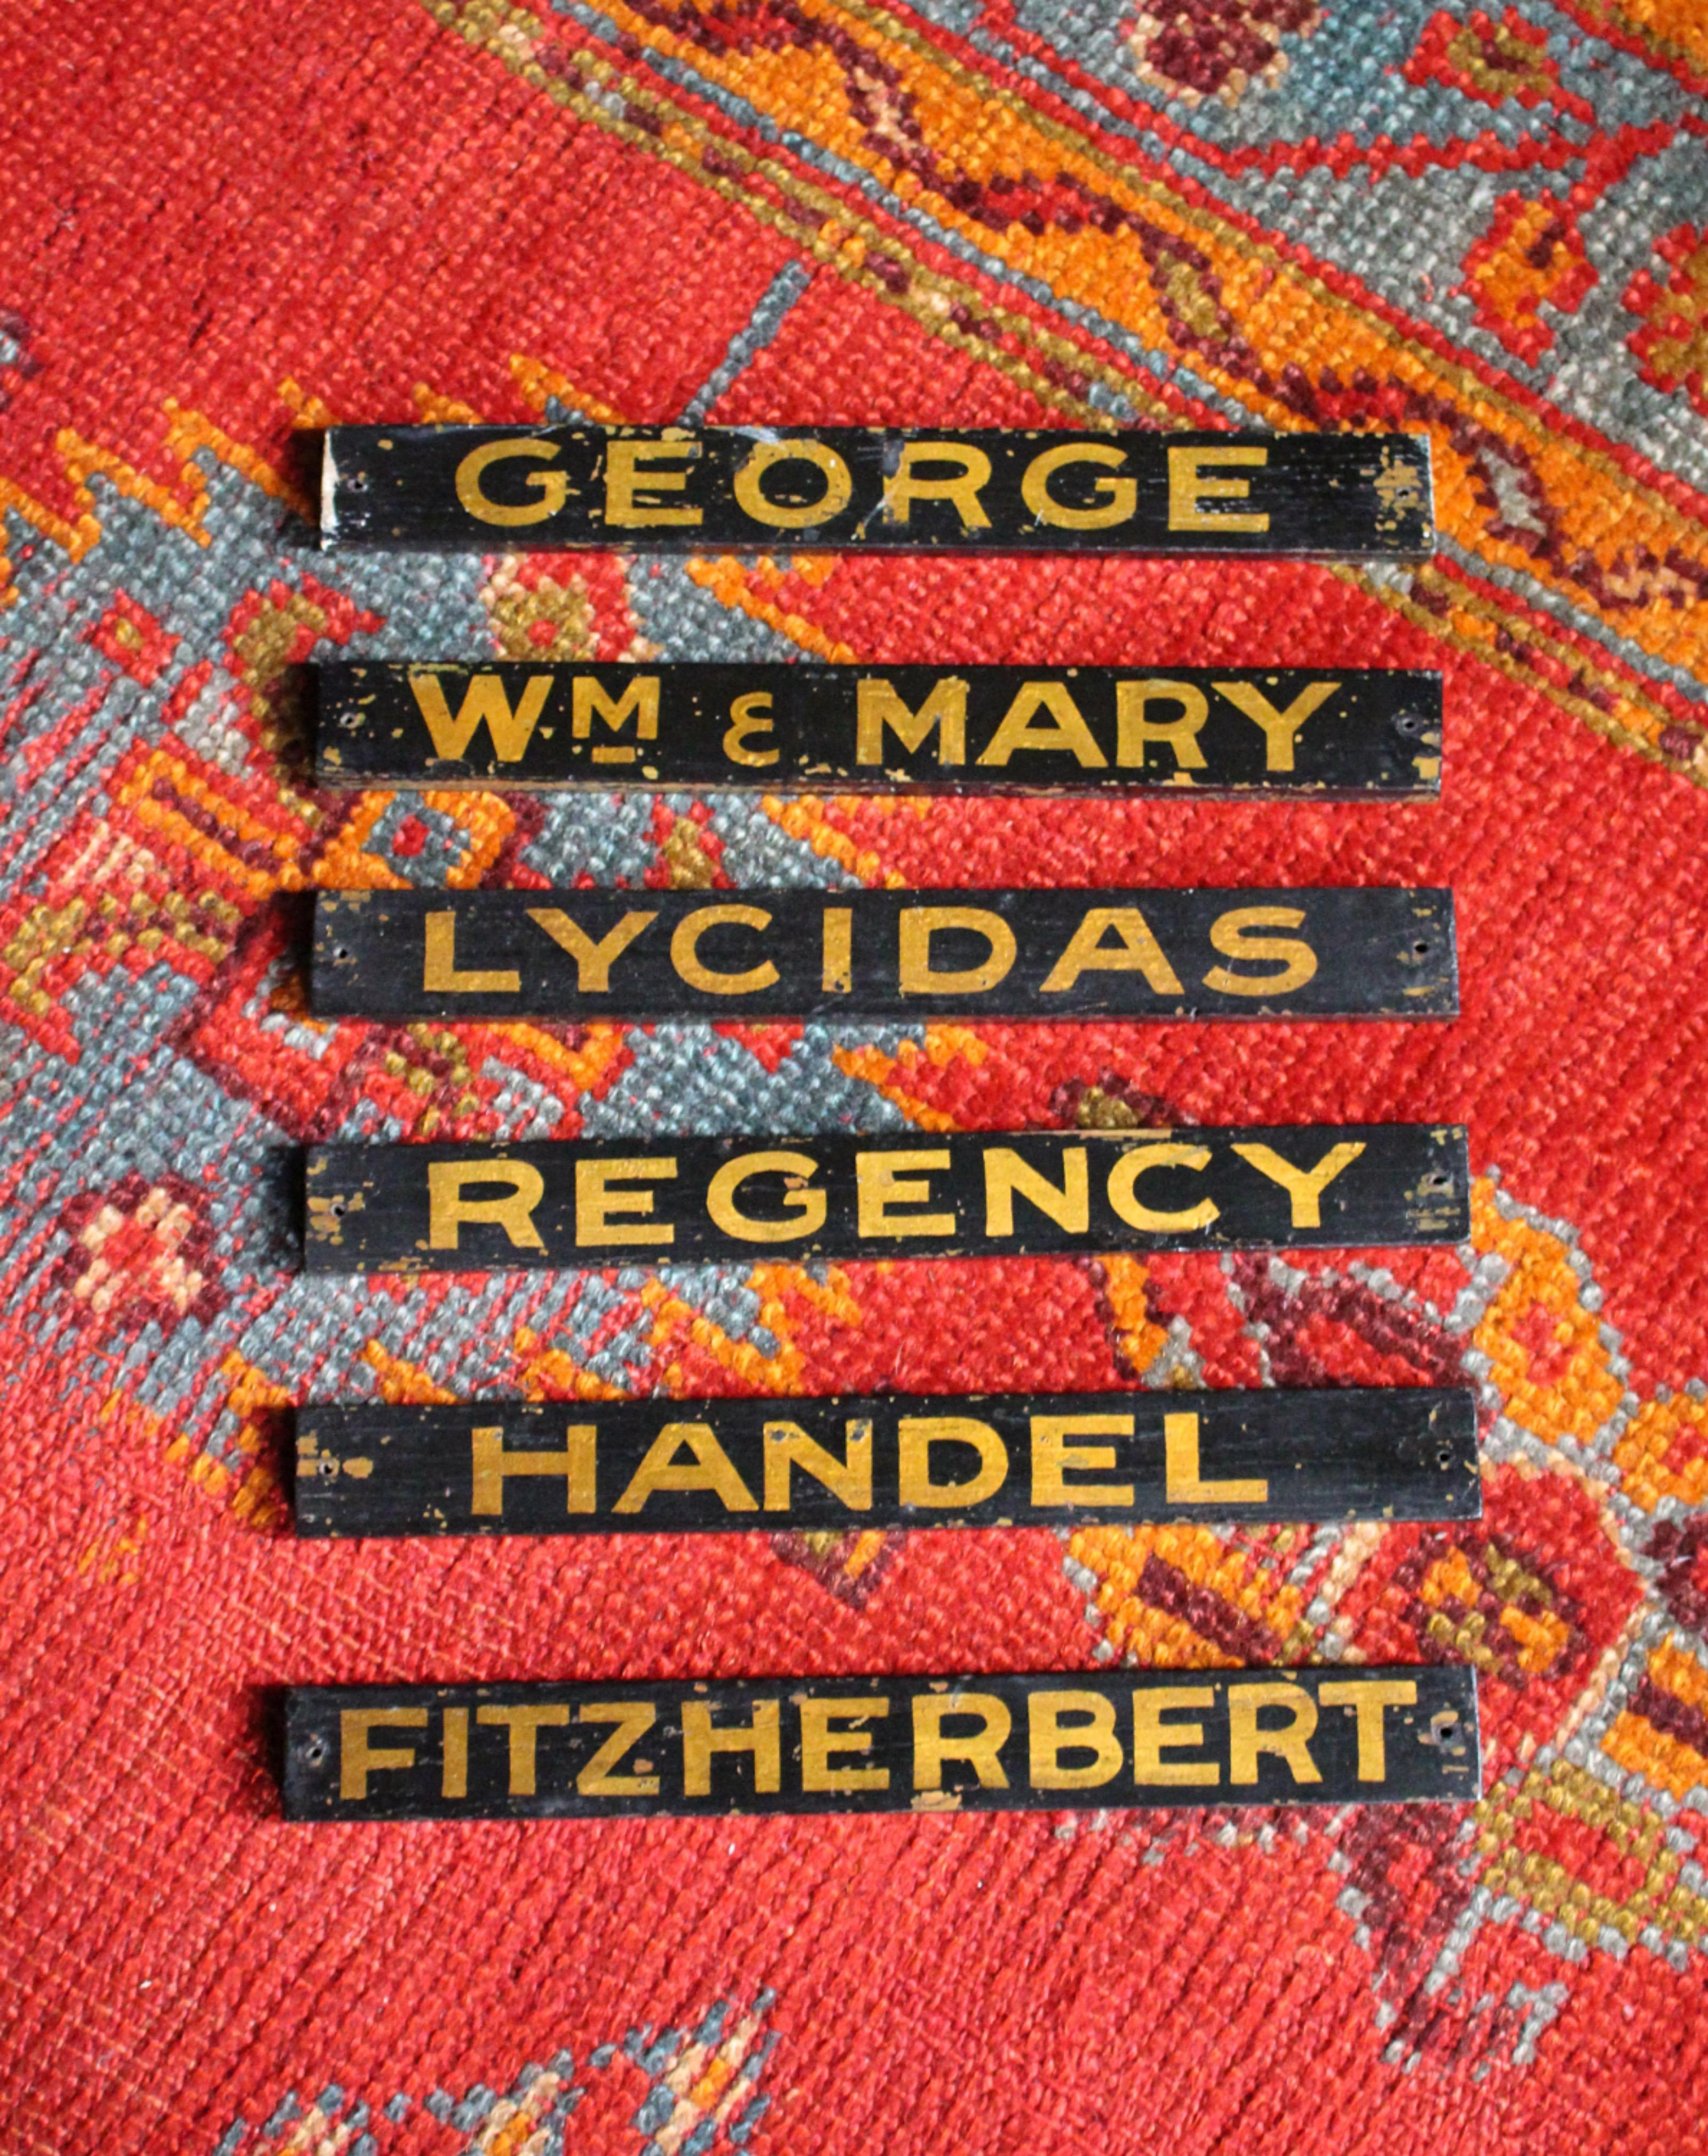 GEORGE
WM & MARY
LYCIDAS
REGENCY
HANDEL
FITZHERBERT